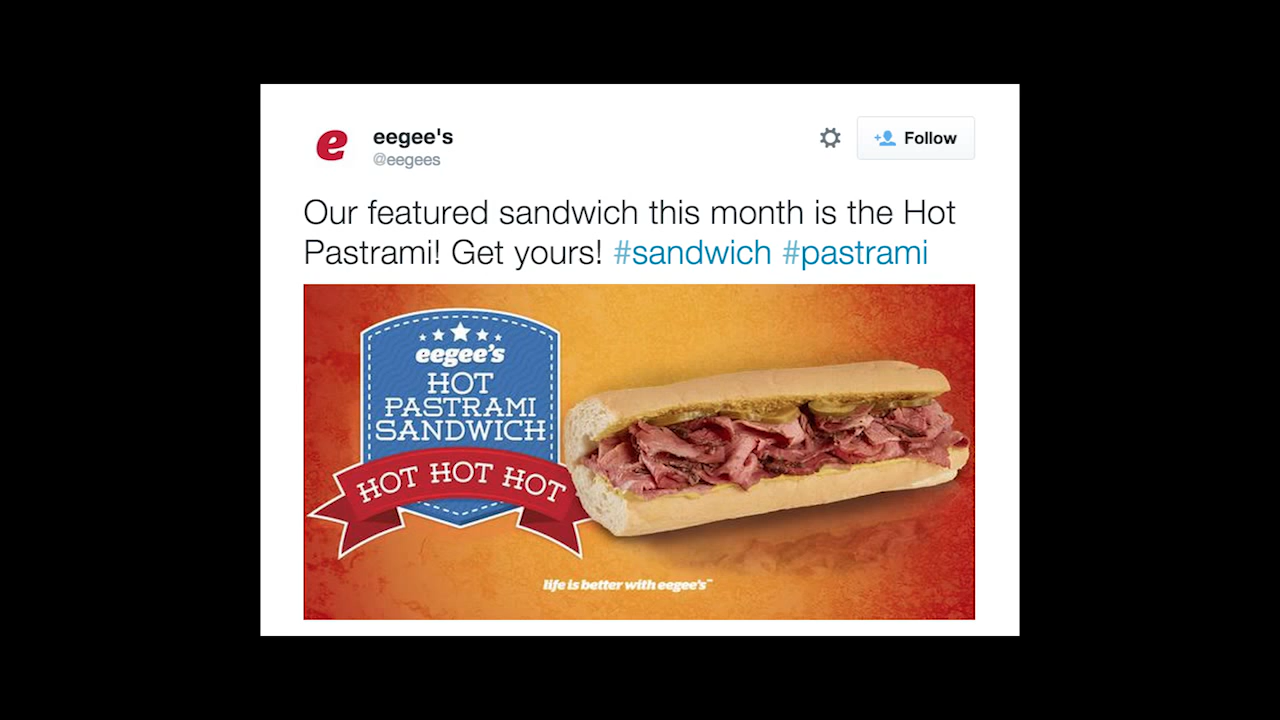 e
eegee's
@eegees
Follow
Our featured sandwich this month is the Hot
Pastrami! Get yours! #sandwich #pastrami
eegee's
HOT
PASTRAMI
SANDWICH
HOT HOT HOT
life is better with eegee's™